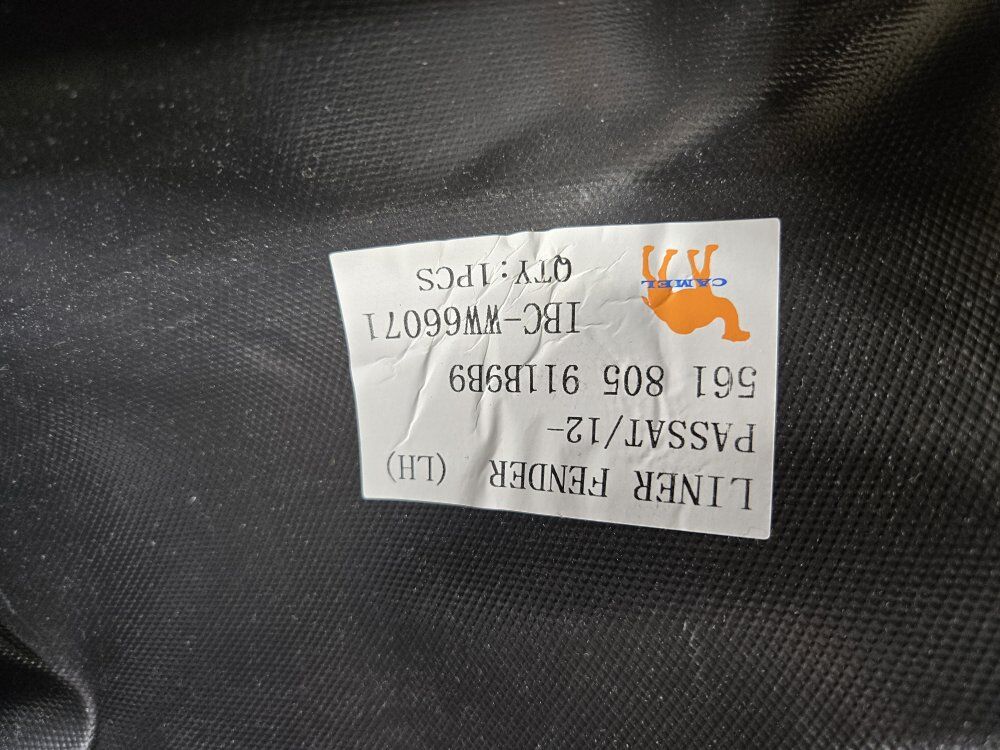 CAMEL
QTY:1PCS
IBC-WW66071
561 805 911B9B9
PASSAT/12-
LINER FENDER (LH)